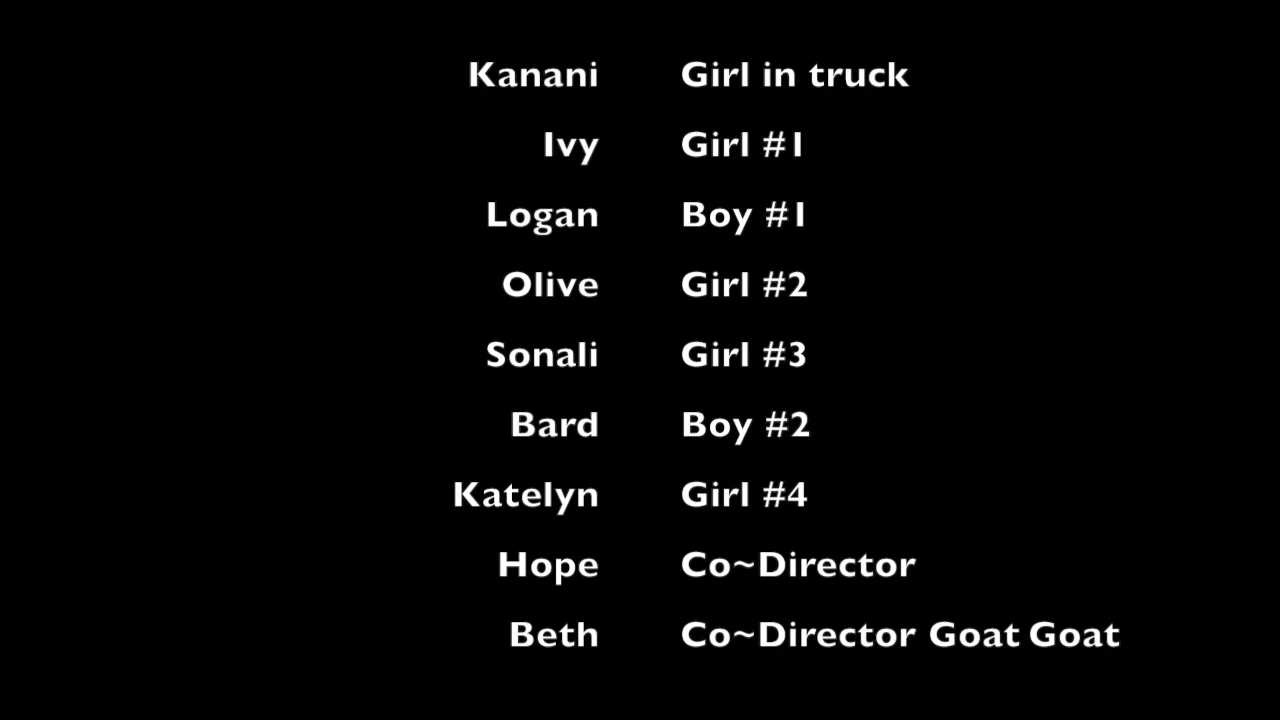 Kanani Girl in truck
Ivy Girl #1
Logan Boy #1
Olive Girl #2
Sonali Girl #3
Bard Boy #2
Katelyn Girl #4
Hope Co~Director
Beth Co~Director Goat Goat